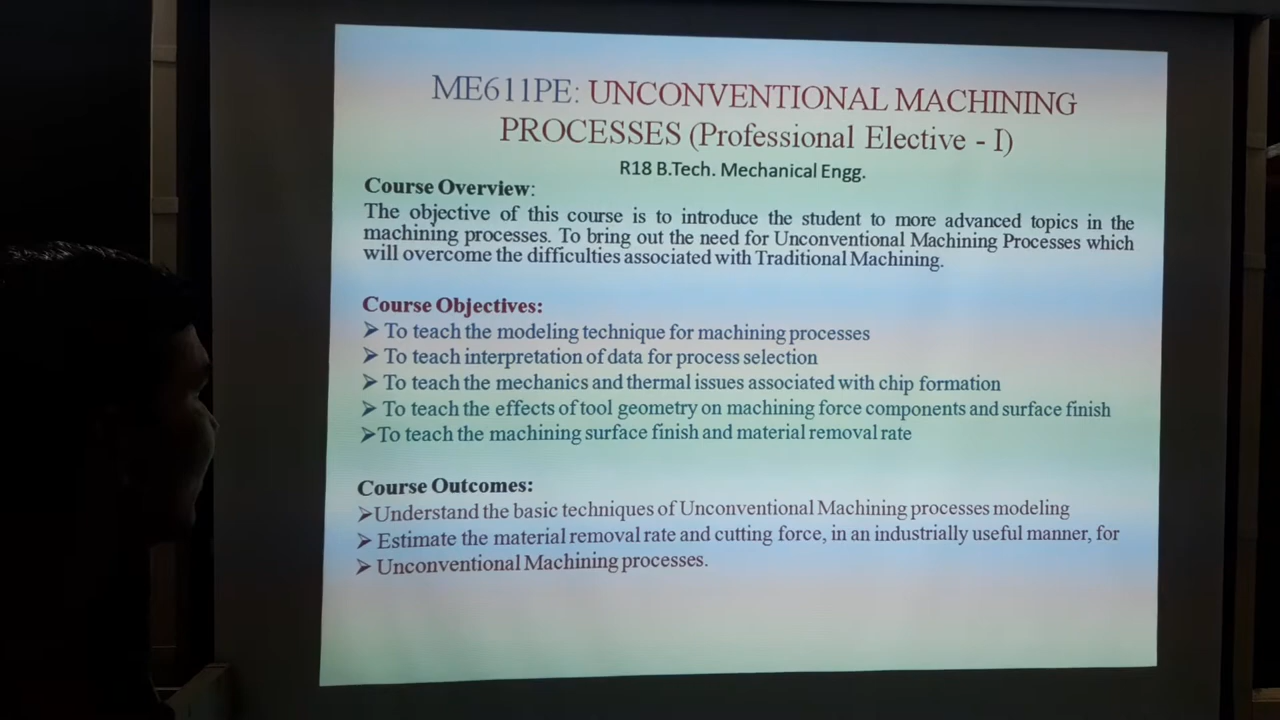 ME611PE: UNCONVENTIONAL MACHINING
PROCESSES (Professional Elective - I)
R18 B.Tech. Mechanical Engg.
Course Overview:
The objective of this course is to introduce the student to more advanced topics in the
machining processes. To bring out the need for Unconventional Machining Processes which
will overcome the difficulties associated with Traditional Machining.
Course Objectives:
➢ To teach the modeling technique for machining processes
➢ To teach interpretation of data for process selection
➢ To teach the mechanics and thermal issues associated with chip formation
➢ To teach the effects of tool geometry on machining force components and surface finish
➢To teach the machining surface finish and material removal rate
Course Outcomes:
➢Understand the basic techniques of Unconventional Machining processes modeling
➢ Estimate the material removal rate and cutting force, in an industrially useful manner, for
➢ Unconventional Machining processes.